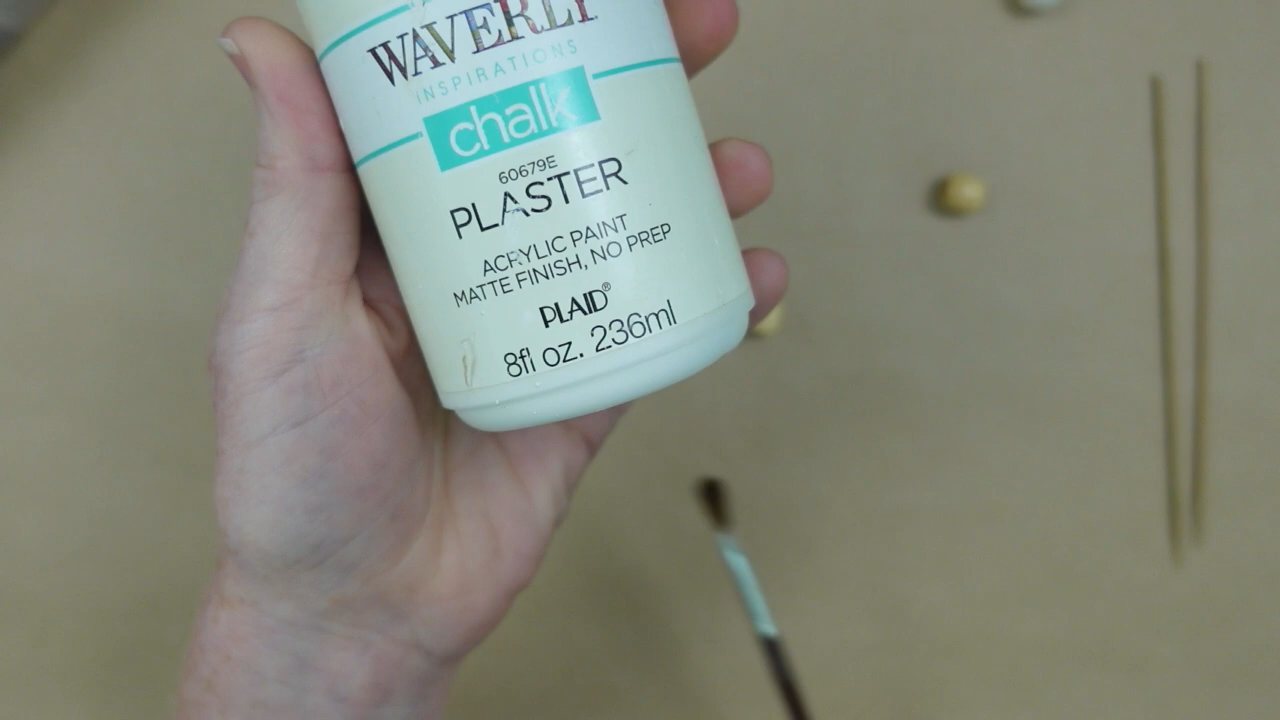 WAVERLY
INSPIRATIONS
chalk
60679E
PLASTER
ACRYLIC PAINT
MATTE FINISH, NO PREP
PLAID®
8fl oz. 236ml